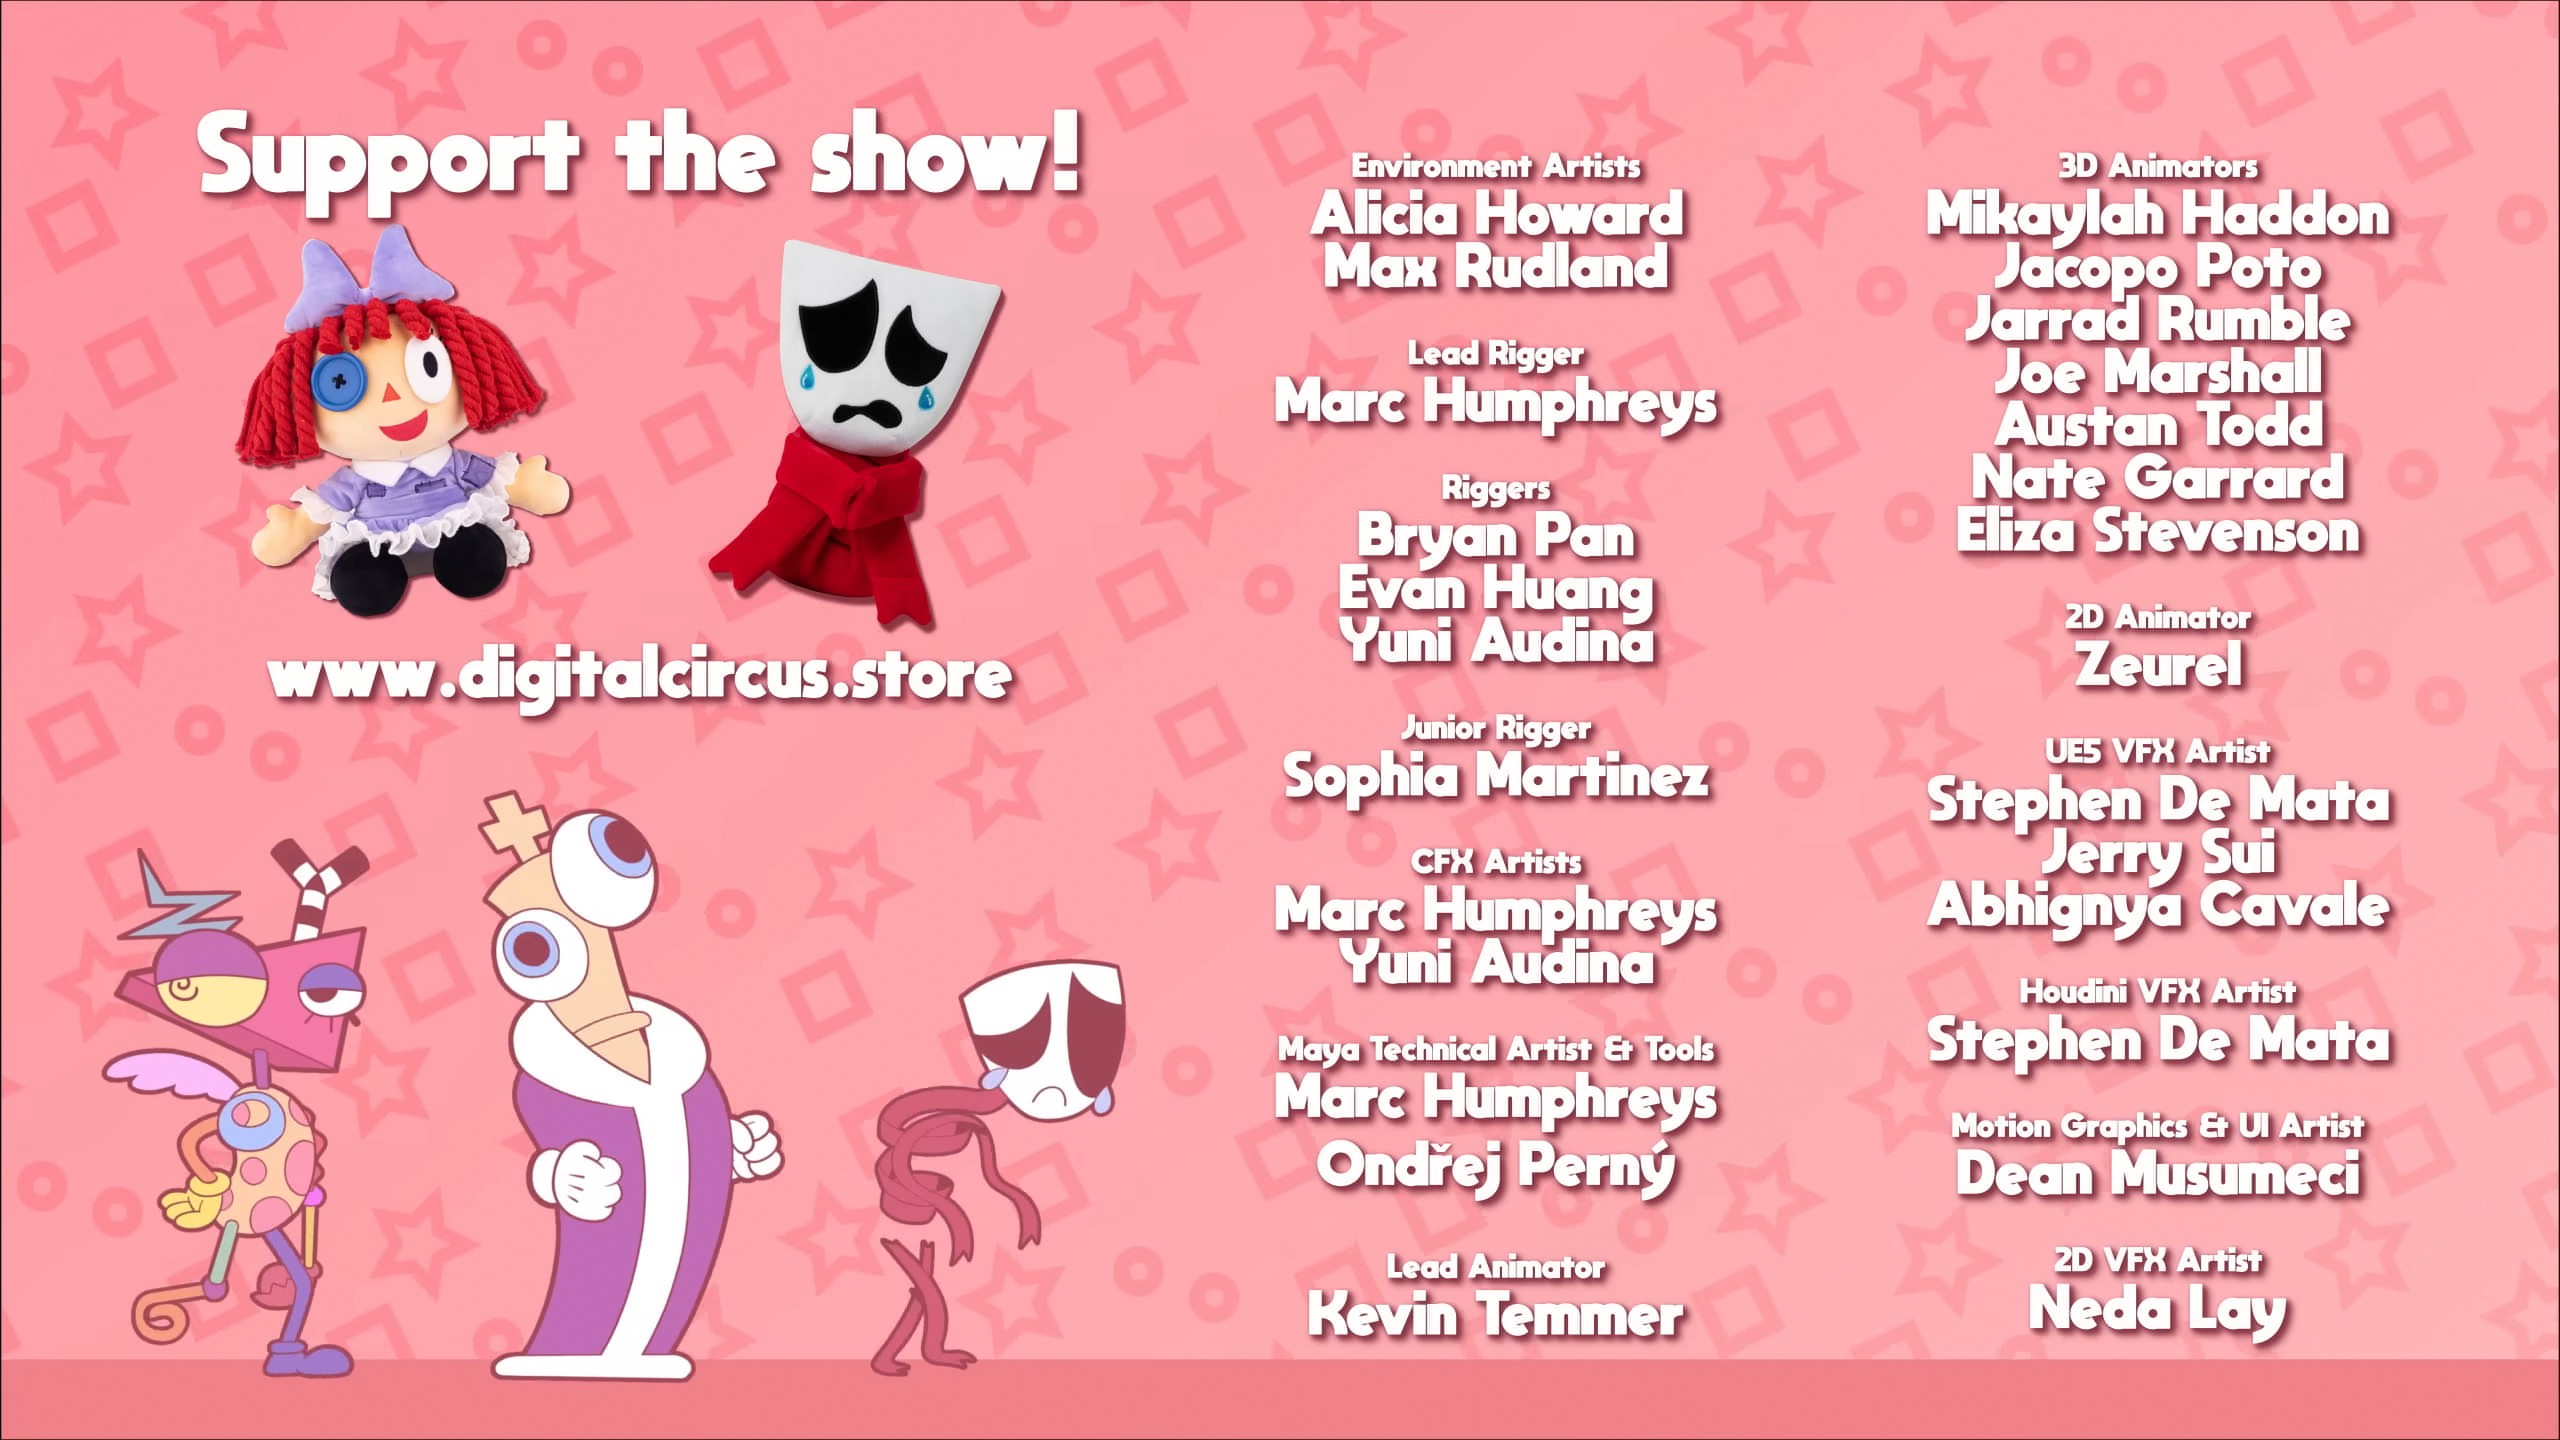 Support the show!
www.digitalcircus.store
Environment Artists
Alicia Howard
Max Rudland
Lead Rigger
Marc Humphreys
Riggers
Bryan Pan
Evan Huang
Yuni Audina
Junior Rigger
Sophia Martinez
CFX Artists
Marc Humphreys
Yuni Audina
Maya Technical Artist & Tools
Marc Humphreys
Ondřej Perný
Lead Animator
Kevin Temmer
3D Animators
Mikaylah Haddon
Jacopo Poto
Jarrad Rumble
Joe Marshall
Austan Todd
Nate Garrard
Eliza Stevenson
2D Animator
Zeurel
UE5 VFX Artist
Stephen De Mata
Jerry Sui
Abhignya Cavale
Houdini VFX Artist
Stephen De Mata
Motion Graphics & UI Artist
Dean Musumeci
2D VFX Artist
Neda Lay